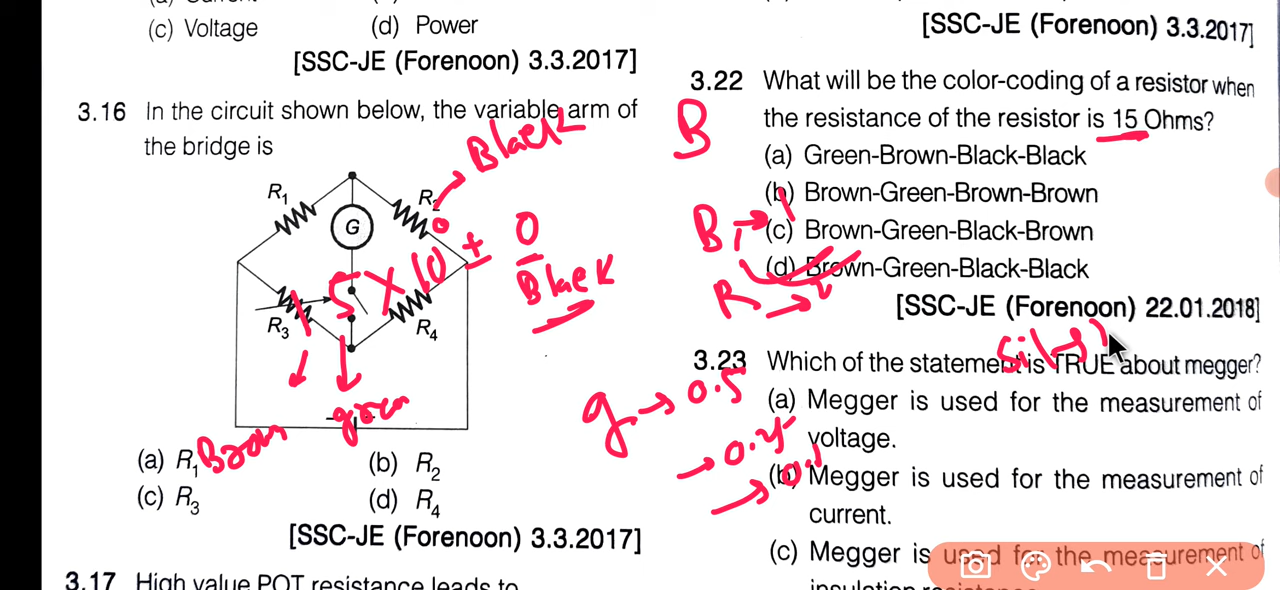 (c) Voltage
(d) Power
[SSC-JE (Forenoon) 3.3.2017]
3.16 In the circuit shown below, the variable arm of
the bridge is
R1
R2
G
R3
R4
Black
1 5 X 10 ± 0
Black
Brown
green
(a) R1
(b) R2
(c) R3
(d) R4
[SSC-JE (Forenoon) 3.3.2017]
3.17 High value POT resistance leads to
[SSC-JE (Forenoon) 3.3.2017]
3.22 What will be the color-coding of a resistor when
the resistance of the resistor is 15 Ohms?
(a) Green-Brown-Black-Black
(b) Brown-Green-Brown-Brown
(c) Brown-Green-Black-Brown
(d) Brown-Green-Black-Black
[SSC-JE (Forenoon) 22.01.2018]
B
B → 1
R → 2
g → 0.5
→ 0.25
→ 0.1
3.23 Which of the statement is TRUE about megger?
(a) Megger is used for the measurement of
voltage.
(b) Megger is used for the measurement of
current.
(c) Megger is used for the measurement of